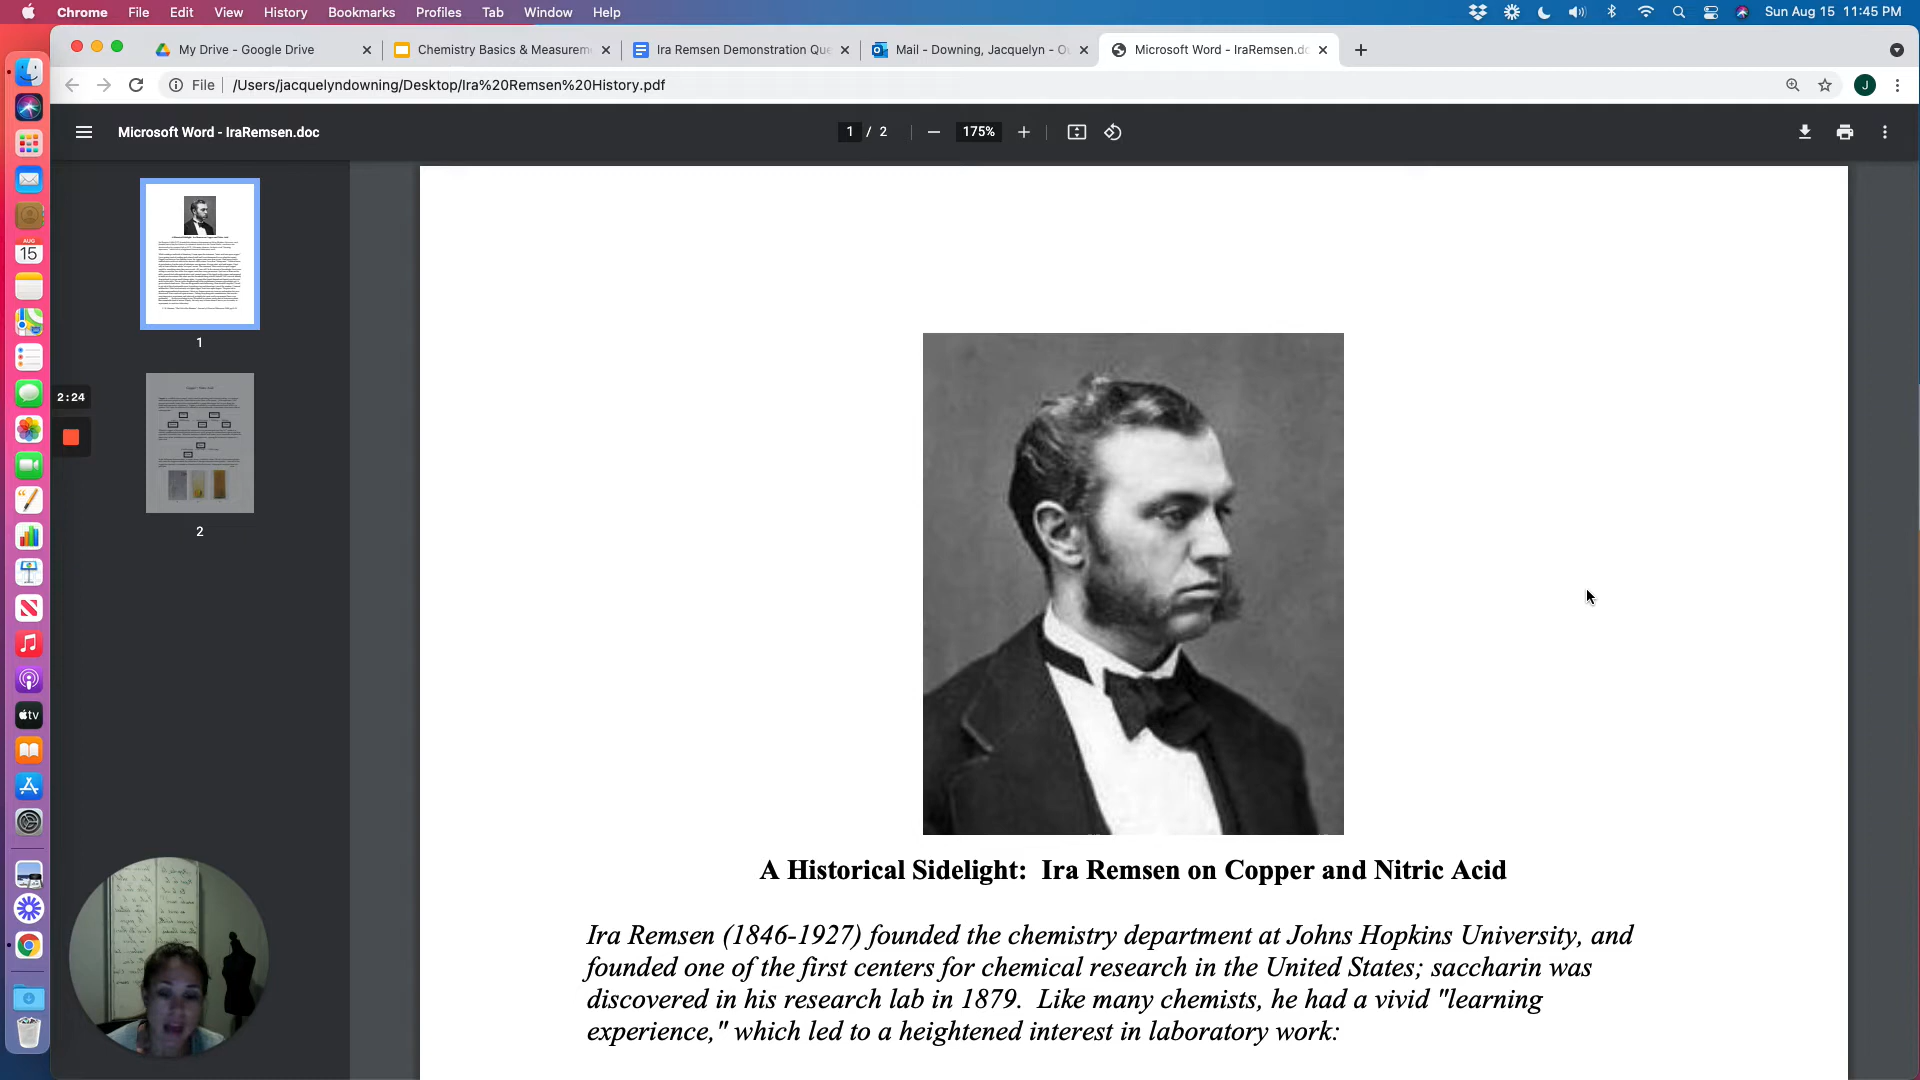 Chrome File Edit View History Bookmarks Profiles Tab Window Help Sun Aug 15 11:45 PM
My Drive - Google Drive Chemistry Basics & Measurem Ira Remsen Demonstration Que Mail - Downing, Jacquelyn - Ou Microsoft Word - IraRemsen.do
File /Users/jacquelyndowning/Desktop/Ira%20Remsen%20History.pdf J
Microsoft Word - IraRemsen.doc 1 / 2 175%
AUG
15
1
2:24
2
tv
A Historical Sidelight: Ira Remsen on Copper and Nitric Acid
Ira Remsen (1846-1927) founded the chemistry department at Johns Hopkins University, and
founded one of the first centers for chemical research in the United States; saccharin was
discovered in his research lab in 1879. Like many chemists, he had a vivid "learning
experience," which led to a heightened interest in laboratory work: